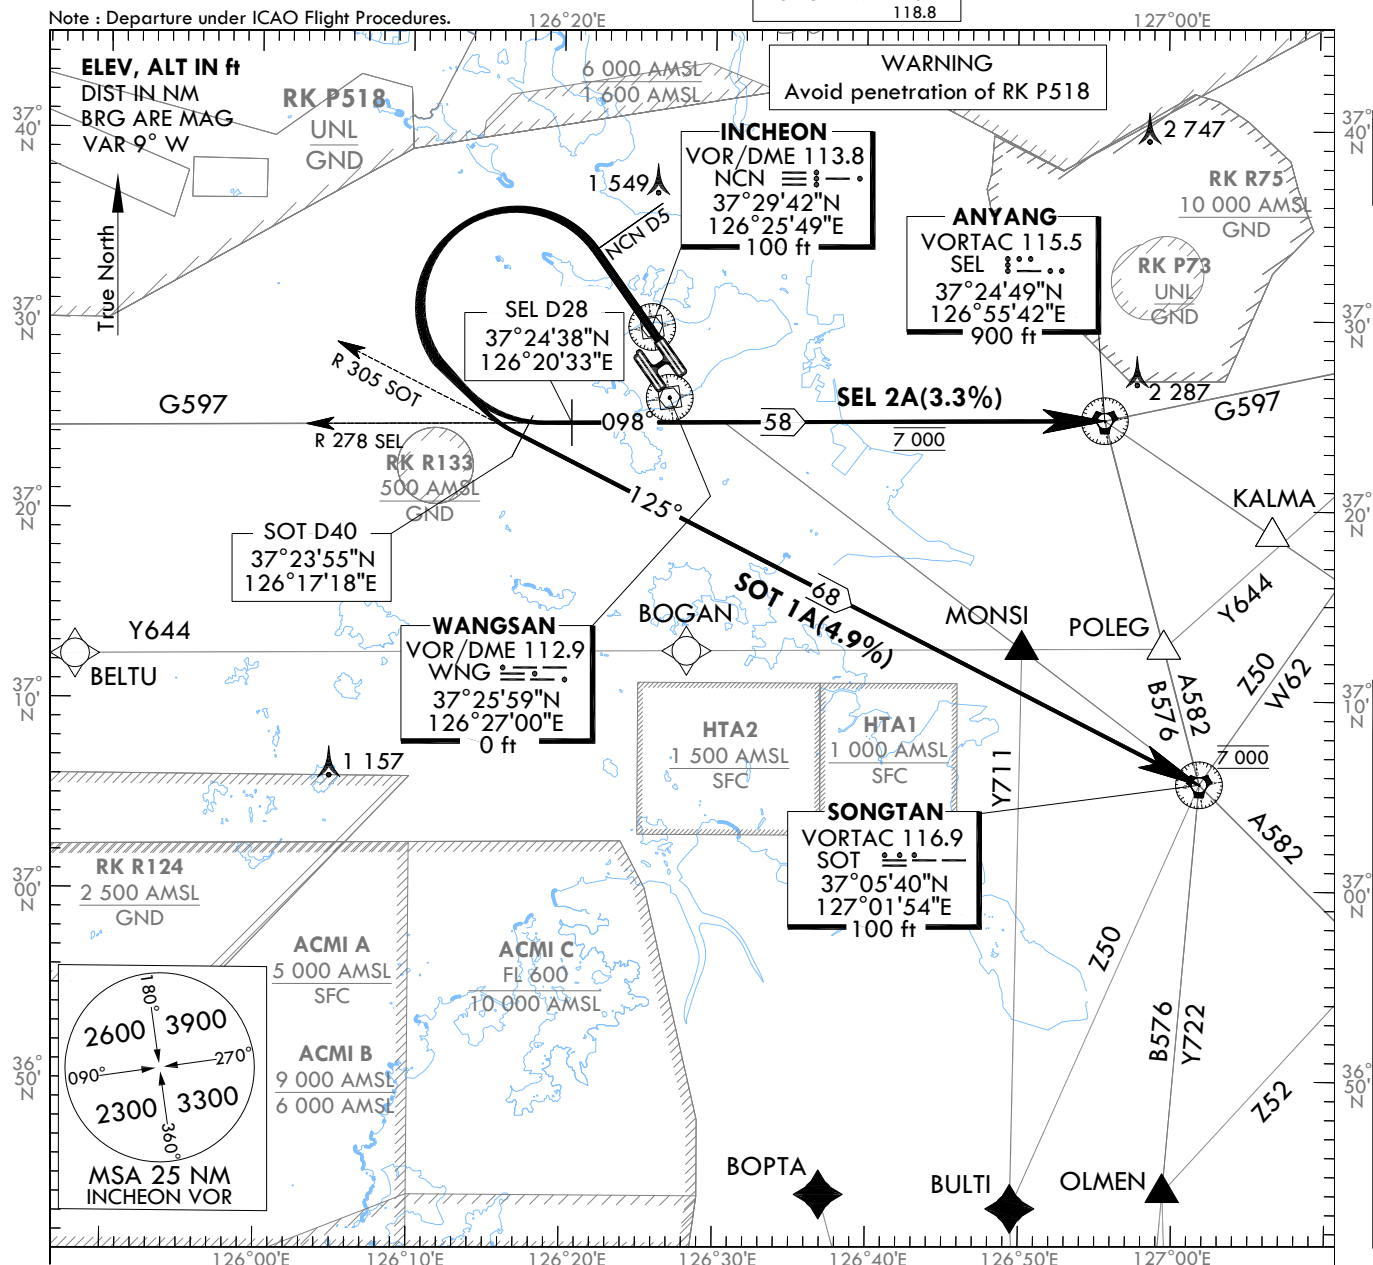 118.8
Note : Departure under ICAO Flight Procedures.
126°20'E
127°00'E
ELEV, ALT IN ft
DIST IN NM
BRG ARE MAG
VAR 9° W
True North
RK P518
UNL
GND
6 000 AMSL
1 600 AMSL
WARNING
Avoid penetration of RK P518
37°
40'
N
37°
40'
N
2 747
INCHEON
VOR/DME 113.8
NCN
37°29'42"N
126°25'49"E
100 ft
1 549
NCN D5
RK R75
10 000 AMSL
GND
ANYANG
VORTAC 115.5
SEL
37°24'49"N
126°55'42"E
900 ft
RK P73
UNL
GND
37°
30'
N
37°
30'
N
SEL D28
37°24'38"N
126°20'33"E
R 305 SOT
G597
R 278 SEL
098°
58
SEL 2A(3.3%)
7 000
2 287
G597
RK R133
500 AMSL
GND
37°
20'
N
37°
20'
N
125°
KALMA
SOT D40
37°23'55"N
126°17'18"E
68
SOT 1A(4.9%)
Y644
BELTU
BOGAN
MONSI
POLEG
Y644
WANGSAN
VOR/DME 112.9
WNG
37°25'59"N
126°27'00"E
0 ft
37°
10'
N
37°
10'
N
A582
B576
Z50
W62
HTA2
1 500 AMSL
SFC
HTA1
1 000 AMSL
SFC
Y711
7 000
1 157
SONGTAN
VORTAC 116.9
SOT
37°05'40"N
127°01'54"E
100 ft
A582
37°
00'
N
37°
00'
N
RK R124
2 500 AMSL
GND
ACMI A
5 000 AMSL
SFC
ACMI C
FL 600
10 000 AMSL
Z50
ACMI B
9 000 AMSL
6 000 AMSL
B576
Y722
Z52
36°
50'
N
36°
50'
N
180°
2600
3900
270°
090°
2300
3300
360°
MSA 25 NM
INCHEON VOR
BOPTA
BULTI
OLMEN
126°00'E
126°10'E
126°20'E
126°30'E
126°40'E
126°50'E
127°00'E